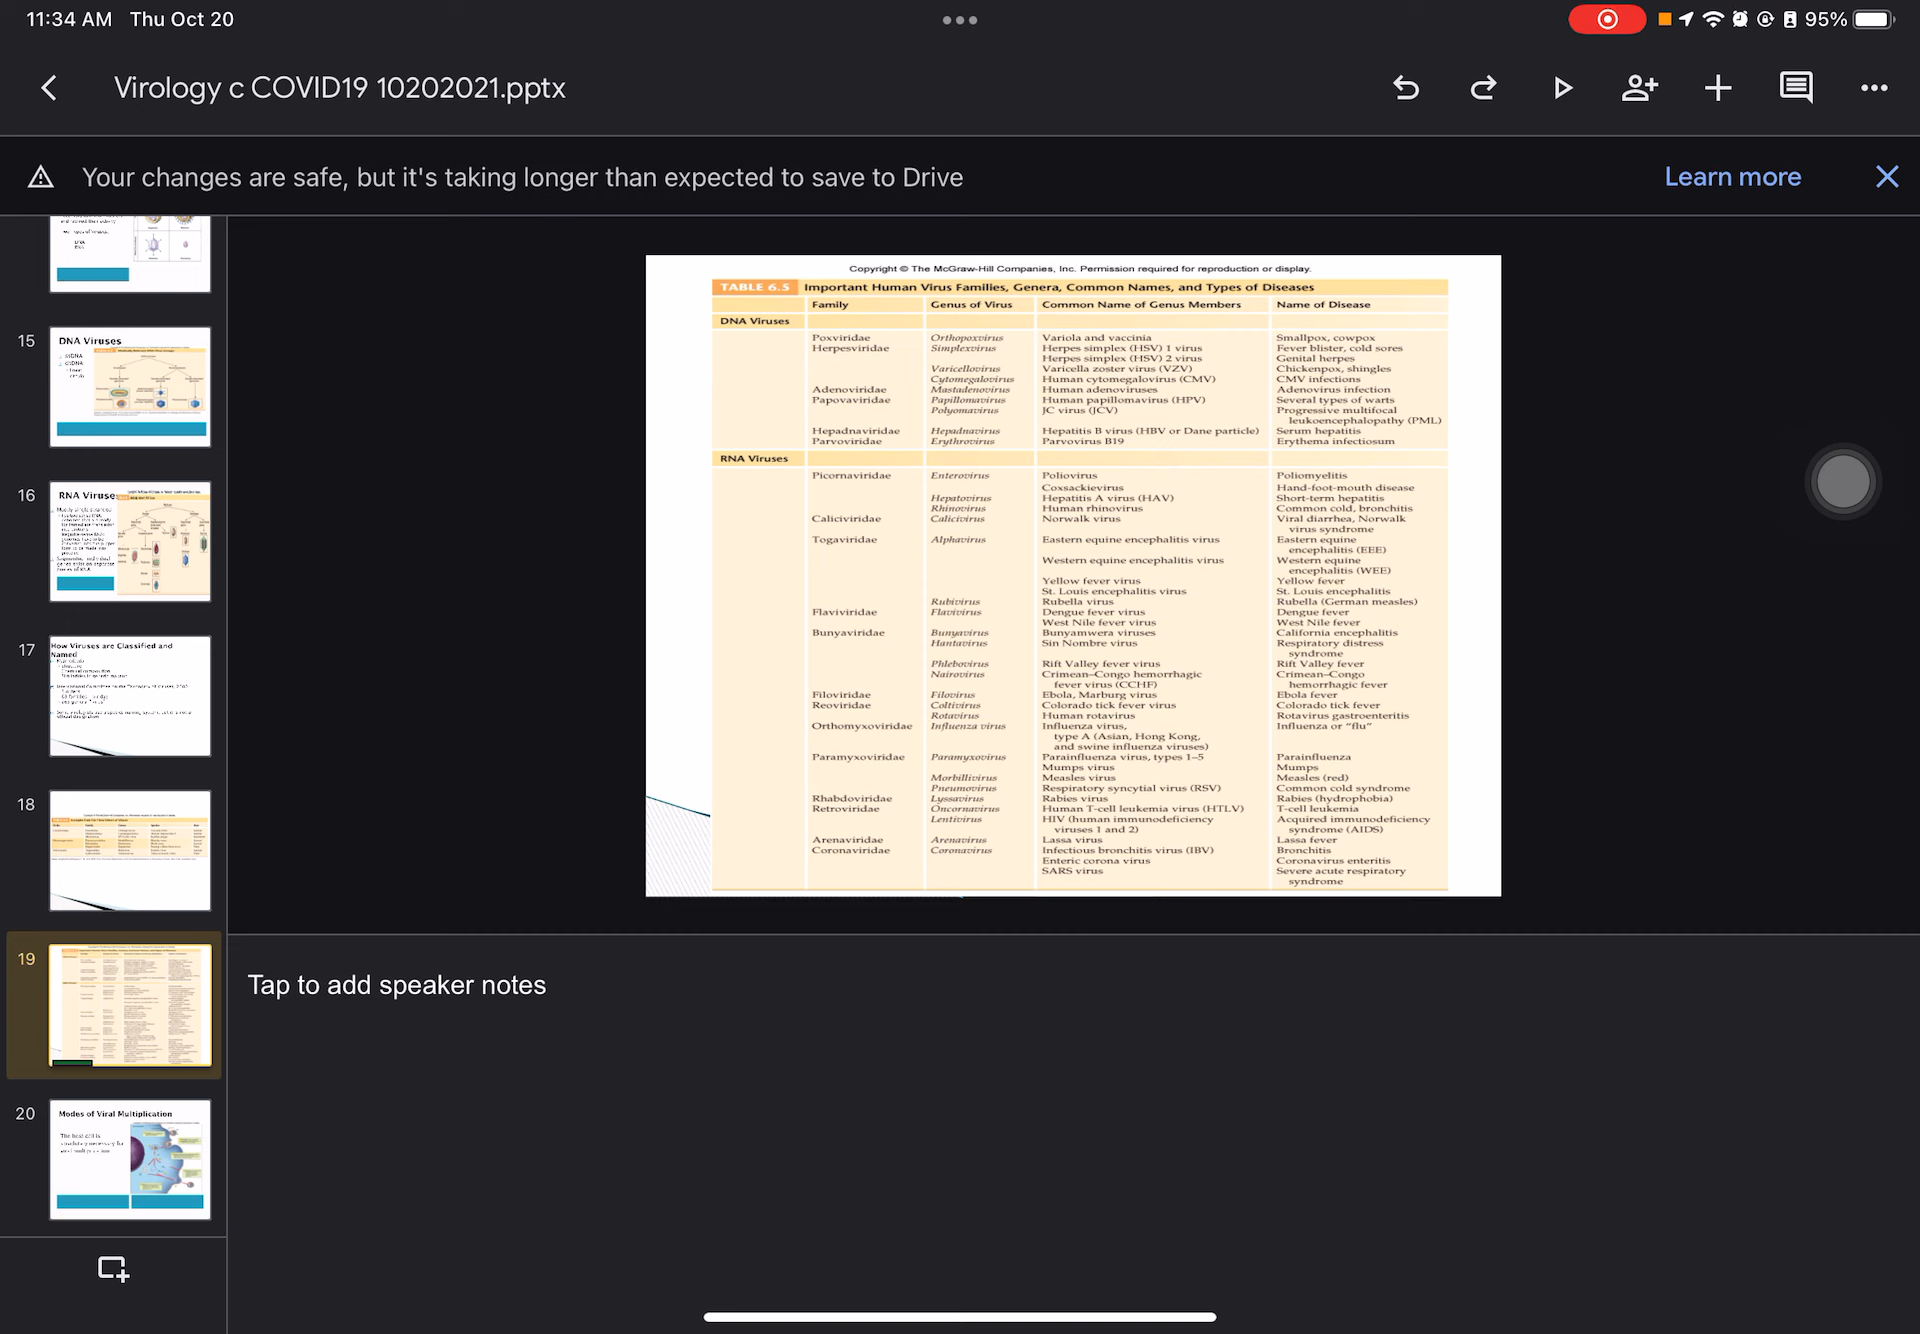 11:34 AM Thu Oct 20
95%
Virology c COVID19 10202021.pptx
Your changes are safe, but it's taking longer than expected to save to Drive
Learn more
15
DNA Viruses
16
RNA Viruses
17
How Viruses are Classified and
Named
18
19
20
Modes of Viral Multiplication
Copyright © The McGraw-Hill Companies, Inc. Permission required for reproduction or display.
TABLE 6.5 Important Human Virus Families, Genera, Common Names, and Types of Diseases
Family Genus of Virus Common Name of Genus Members Name of Disease
DNA Viruses
Poxviridae Orthopoxvirus Variola and vaccinia Smallpox, cowpox
Herpesviridae Simplexvirus Herpes simplex (HSV) 1 virus Fever blister, cold sores
Herpes simplex (HSV) 2 virus Genital herpes
Varicellovirus Varicella zoster virus (VZV) Chickenpox, shingles
Cytomegalovirus Human cytomegalovirus (CMV) CMV infections
Adenoviridae Mastadenovirus Human adenoviruses Adenovirus infection
Papovaviridae Papillomavirus Human papillomavirus (HPV) Several types of warts
Polyomavirus JC virus (JCV) Progressive multifocal
leukoencephalopathy (PML)
Hepadnaviridae Hepadnavirus Hepatitis B virus (HBV or Dane particle) Serum hepatitis
Parvoviridae Erythrovirus Parvovirus B19 Erythema infectiosum
RNA Viruses
Picornaviridae Enterovirus Poliovirus Poliomyelitis
Coxsackievirus Hand-foot-mouth disease
Hepatovirus Hepatitis A virus (HAV) Short-term hepatitis
Rhinovirus Human rhinovirus Common cold, bronchitis
Caliciviridae Calicivirus Norwalk virus Viral diarrhea, Norwalk
virus syndrome
Togaviridae Alphavirus Eastern equine encephalitis virus Eastern equine
encephalitis (EEE)
Western equine encephalitis virus Western equine
encephalitis (WEE)
Yellow fever virus Yellow fever
St. Louis encephalitis virus St. Louis encephalitis
Rubivirus Rubella virus Rubella (German measles)
Flaviviridae Flavivirus Dengue fever virus Dengue fever
West Nile fever virus West Nile fever
Bunyaviridae Bunyavirus Bunyamwera viruses California encephalitis
Hantavirus Sin Nombre virus Respiratory distress
syndrome
Phlebovirus Rift Valley fever virus Rift Valley fever
Nairovirus Crimean–Congo hemorrhagic Crimean–Congo
fever virus (CCHF) hemorrhagic fever
Filoviridae Filovirus Ebola, Marburg virus Ebola fever
Reoviridae Coltivirus Colorado tick fever virus Colorado tick fever
Rotavirus Human rotavirus Rotavirus gastroenteritis
Orthomyxoviridae Influenza virus Influenza virus, Influenza or “flu”
type A (Asian, Hong Kong,
and swine influenza viruses)
Paramyxoviridae Paramyxovirus Parainfluenza virus, types 1–5 Parainfluenza
Mumps virus Mumps
Morbillivirus Measles virus Measles (red)
Pneumovirus Respiratory syncytial virus (RSV) Common cold syndrome
Rhabdoviridae Lyssavirus Rabies virus Rabies (hydrophobia)
Retroviridae Oncornavirus Human T-cell leukemia virus (HTLV) T-cell leukemia
Lentivirus HIV (human immunodeficiency Acquired immunodeficiency
viruses 1 and 2) syndrome (AIDS)
Arenaviridae Arenavirus Lassa virus Lassa fever
Coronaviridae Coronavirus Infectious bronchitis virus (IBV) Bronchitis
Enteric corona virus Coronavirus enteritis
SARS virus Severe acute respiratory
syndrome
Tap to add speaker notes